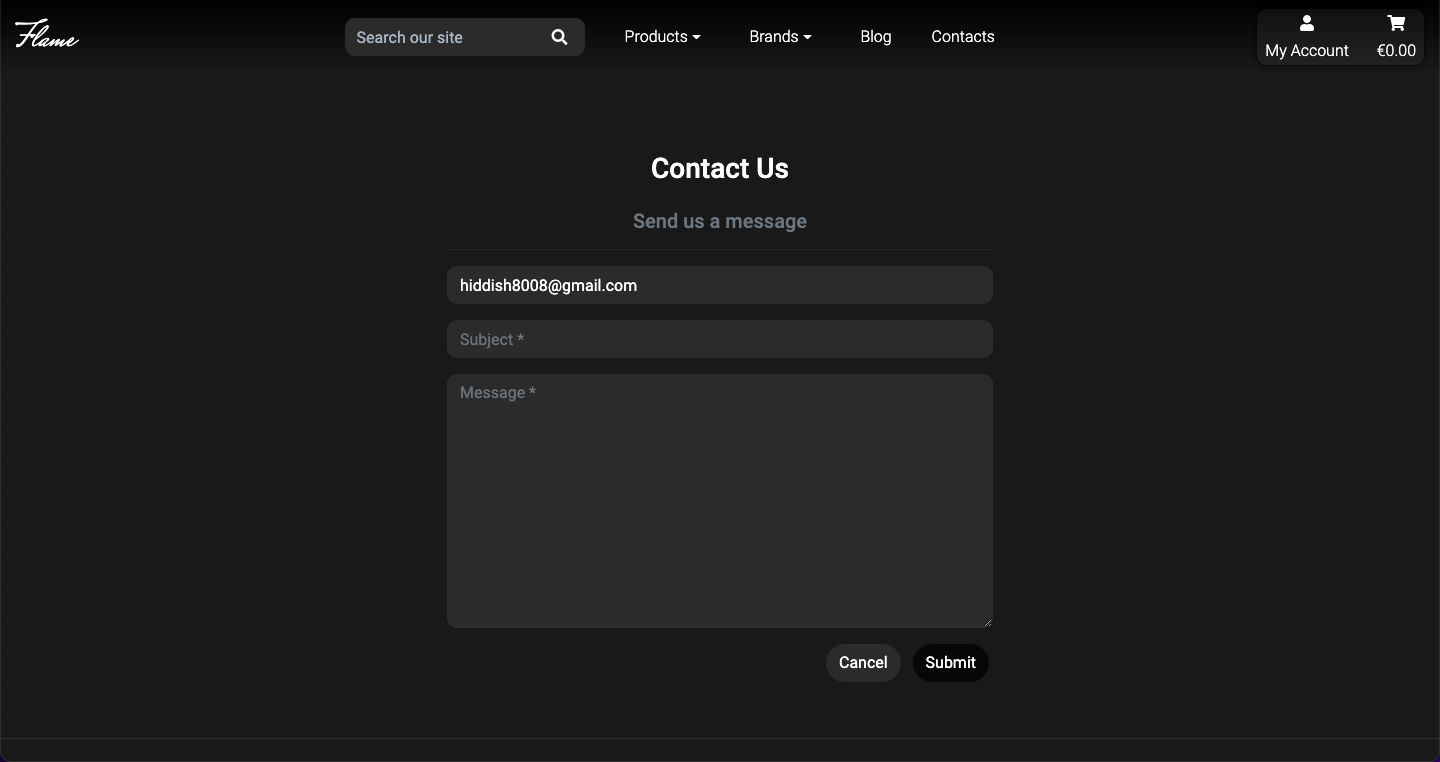 Flame
Search our site
Products
Brands
Blog
Contacts
My Account
€0.00
Contact Us
Send us a message
hiddish8008@gmail.com
Subject *
Message *
Cancel
Submit